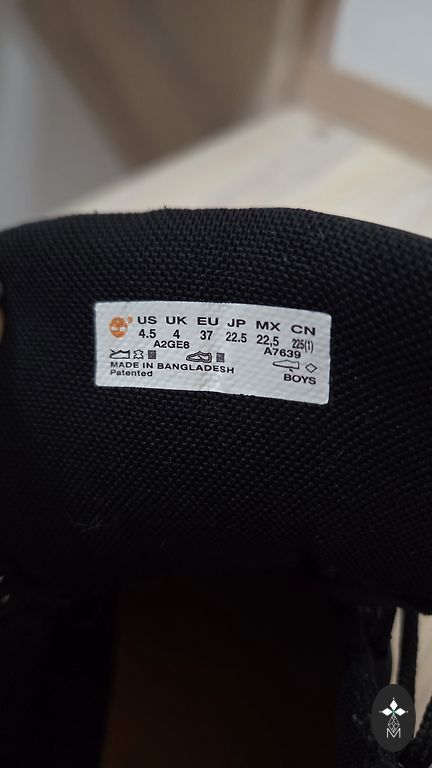 US UK EU JP MX CN
4.5 4 37 22.5 22,5 225(1)
A2GE8 A7639
MADE IN BANGLADESH
Patented BOYS
M